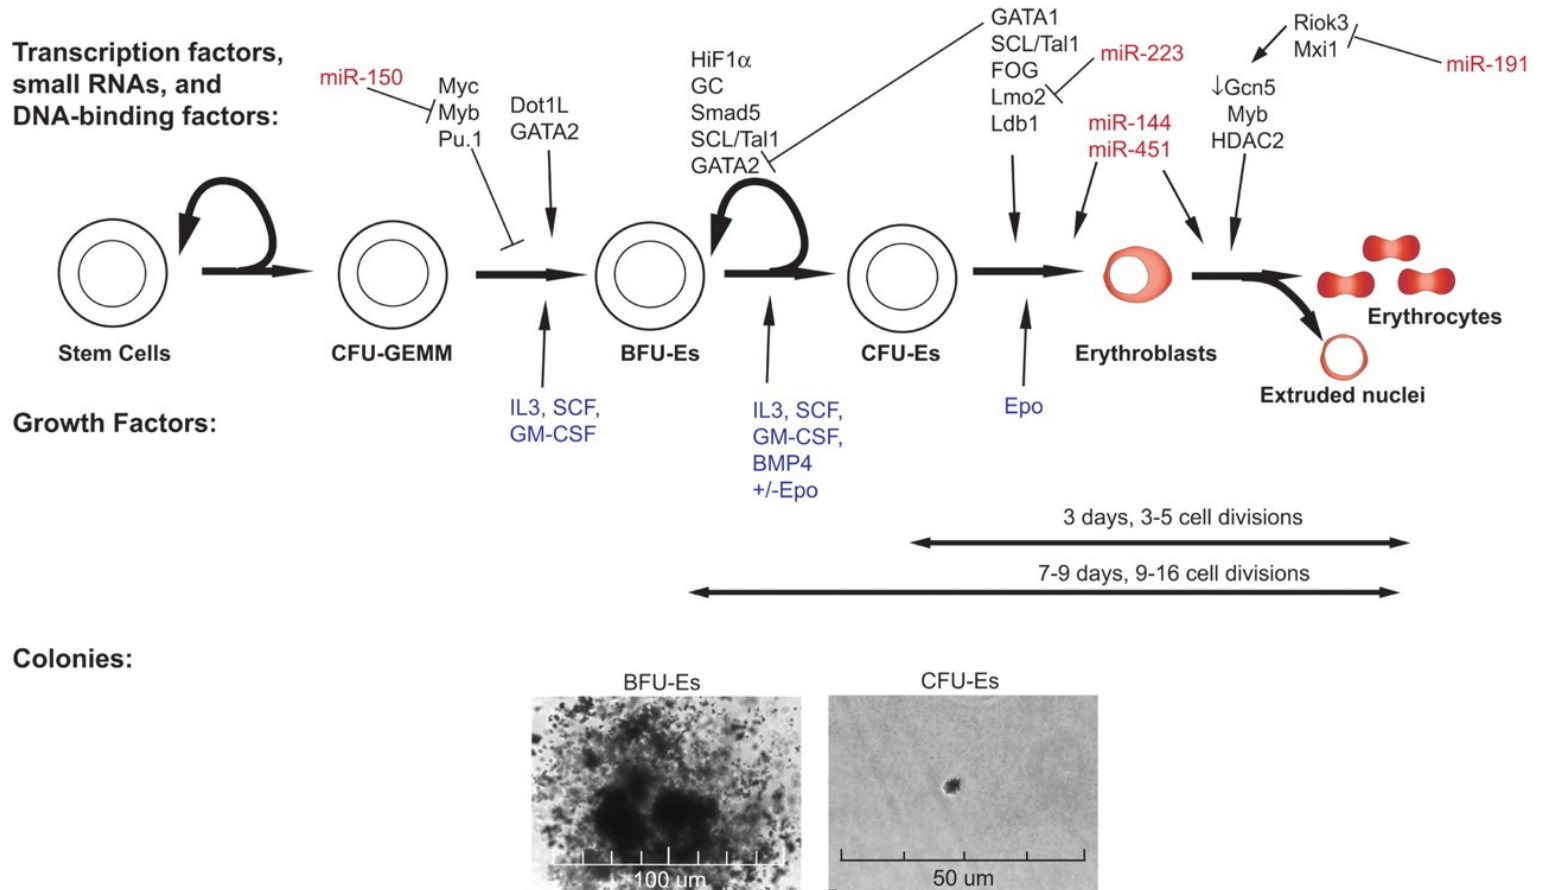 Transcription factors,
small RNAs, and
DNA-binding factors:
miR-150
Myc
Myb
Pu.1
Dot1L
GATA2
HiF1α
GC
Smad5
SCL/Tal1
GATA2
GATA1
SCL/Tal1
FOG
Lmo2
Ldb1
miR-223
miR-144
miR-451
Riok3
Mxi1
miR-191
↓Gcn5
Myb
HDAC2
Stem Cells
CFU-GEMM
BFU-Es
CFU-Es
Erythroblasts
Erythrocytes
Extruded nuclei
Growth Factors:
IL3, SCF,
GM-CSF
IL3, SCF,
GM-CSF,
BMP4
+/-Epo
Epo
3 days, 3-5 cell divisions
7-9 days, 9-16 cell divisions
Colonies:
BFU-Es
CFU-Es
100 um
50 um